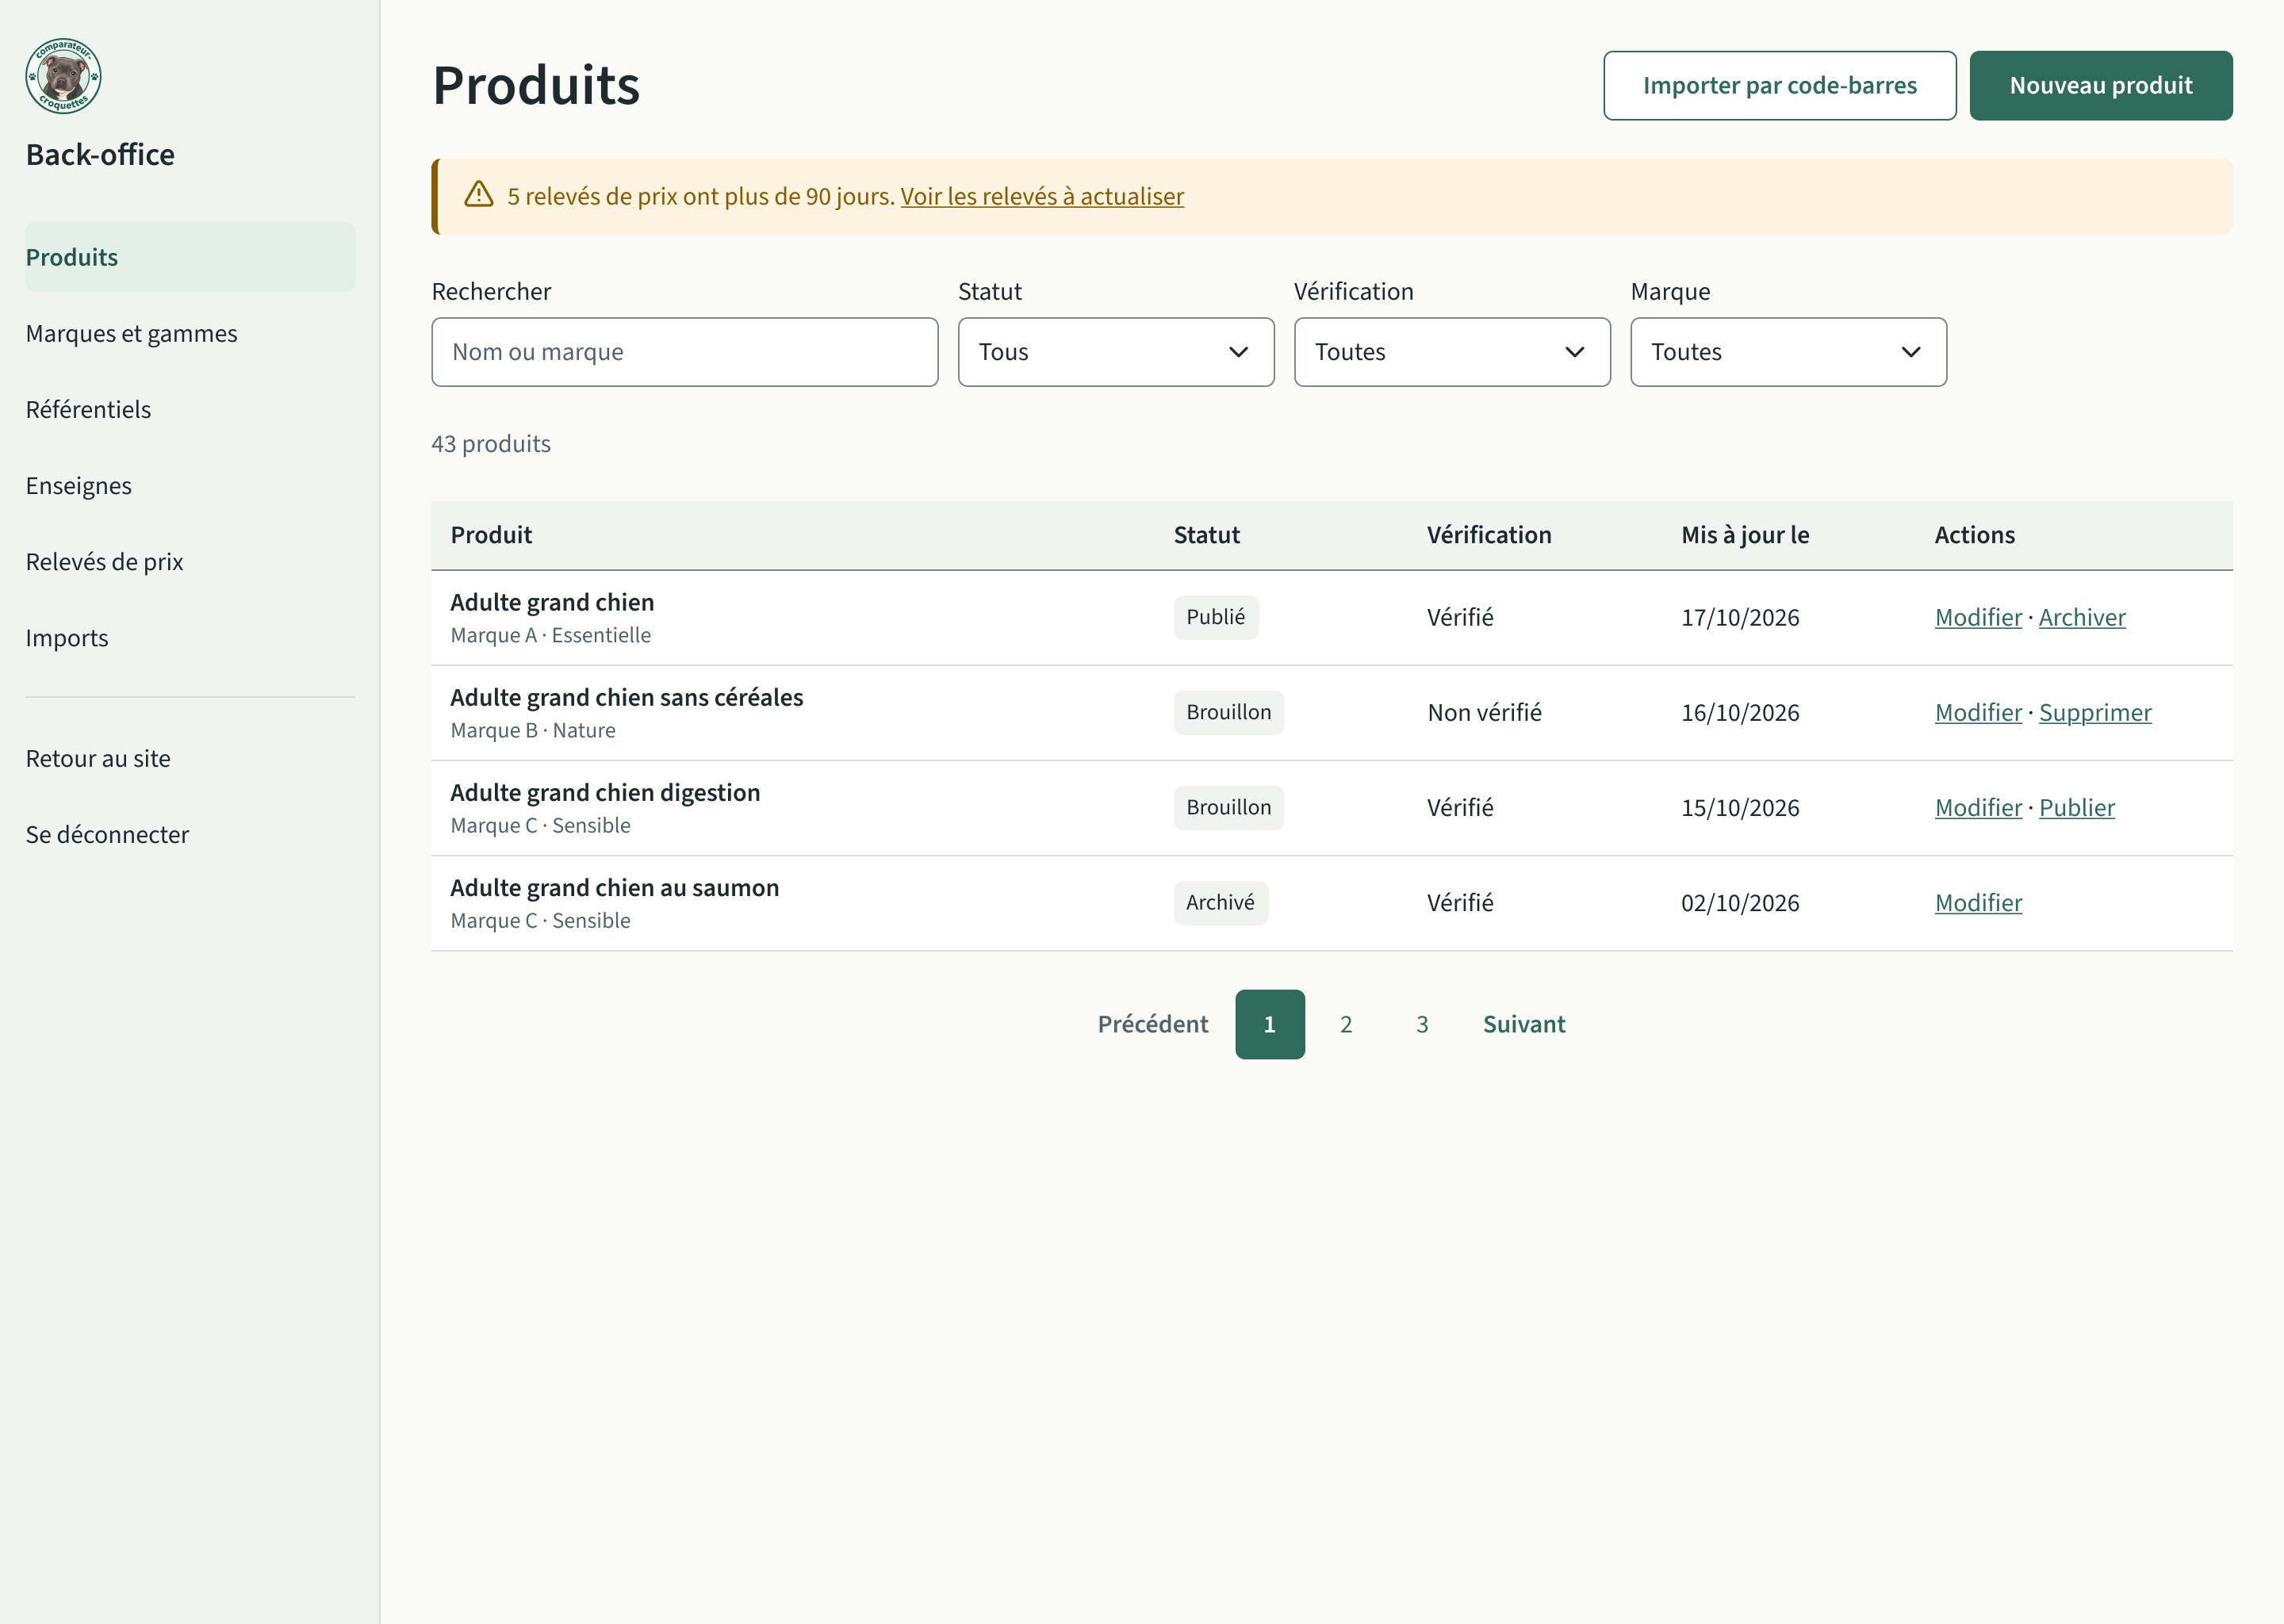 comparateur-
croquettes
Back-office
Produits
Marques et gammes
Référentiels
Enseignes
Relevés de prix
Imports
Retour au site
Se déconnecter
Produits
Importer par code-barres
Nouveau produit
5 relevés de prix ont plus de 90 jours. Voir les relevés à actualiser
Rechercher
Statut
Vérification
Marque
Nom ou marque
Tous
Toutes
Toutes
43 produits
Produit Statut Vérification Mis à jour le Actions
Adulte grand chien
Marque A · Essentielle
Publié Vérifié 17/10/2026 Modifier · Archiver
Adulte grand chien sans céréales
Marque B · Nature
Brouillon Non vérifié 16/10/2026 Modifier · Supprimer
Adulte grand chien digestion
Marque C · Sensible
Brouillon Vérifié 15/10/2026 Modifier · Publier
Adulte grand chien au saumon
Marque C · Sensible
Archivé Vérifié 02/10/2026 Modifier
Précédent 1 2 3 Suivant